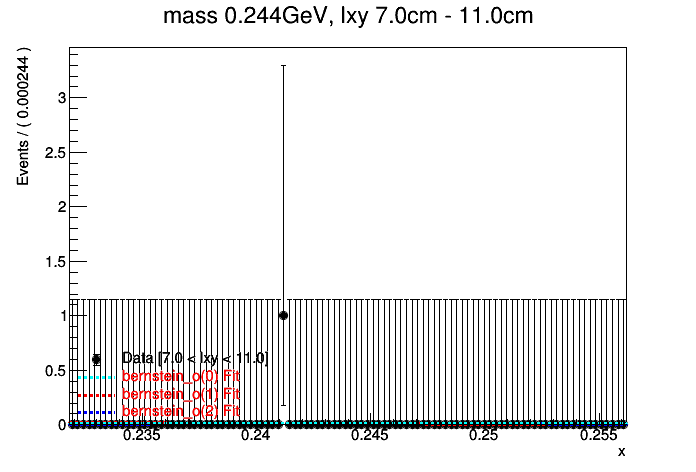 mass 0.244GeV, lxy 7.0cm - 11.0cm
Events / ( 0.000244 )
3
2.5
2
1.5
1
0.5
0
Data [7.0 < lxy < 11.0]
bernstein_o(0) Fit
bernstein_o(1) Fit
bernstein_o(2) Fit
0.235 0.24 0.245 0.25 0.255
x